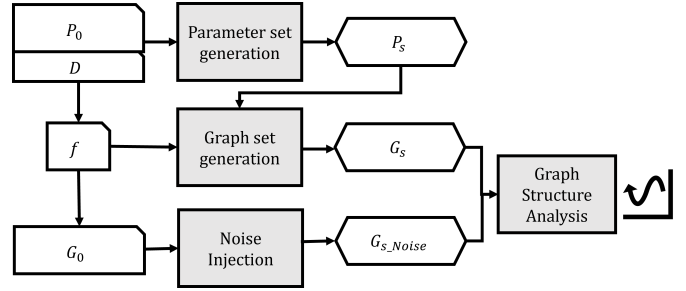 P₀
D
Parameter set
generation
Pₛ
f
Graph set
generation
Gₛ
Graph
Structure
Analysis
G₀
Noise
Injection
Gₛ_Noise